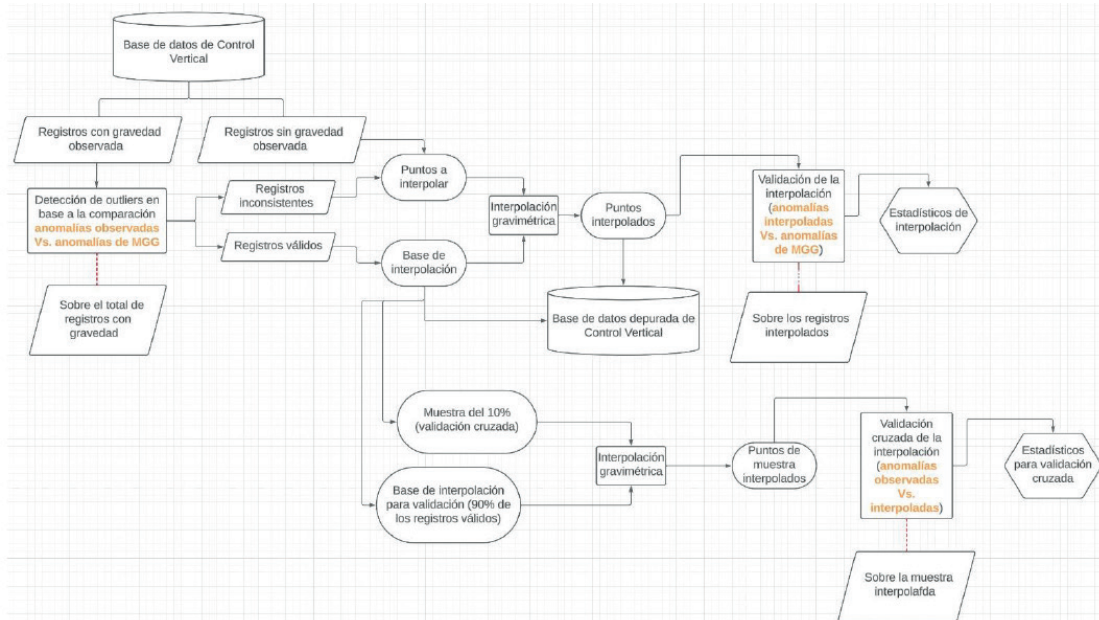 Base de datos de Control
Vertical
Registros con gravedad
observada
Registros sin gravedad
observada
Detección de outliers en
base a la comparación
anomalías observadas
Vs. anomalías de MGG
Registros
inconsistentes
Registros válidos
Puntos a
interpolar
Base de
interpolación
Interpolación
gravimétrica
Puntos
interpolados
Validación de la
interpolación
(anomalías
interpoladas
Vs. anomalías
de MGG)
Estadísticos de
interpolación
Sobre el total de
registros con
gravedad
Base de datos depurada de
Control Vertical
Sobre los registros
interpolados
Muestra del 10%
(validación cruzada)
Base de interpolación
para validación (90% de
los registros válidos)
Interpolación
gravimétrica
Puntos de
muestra
interpolados
Validación
cruzada de la
interpolación
(anomalías
observadas
Vs.
interpoladas)
Estadísticos
para validación
cruzada
Sobre la muestra
interpolafda